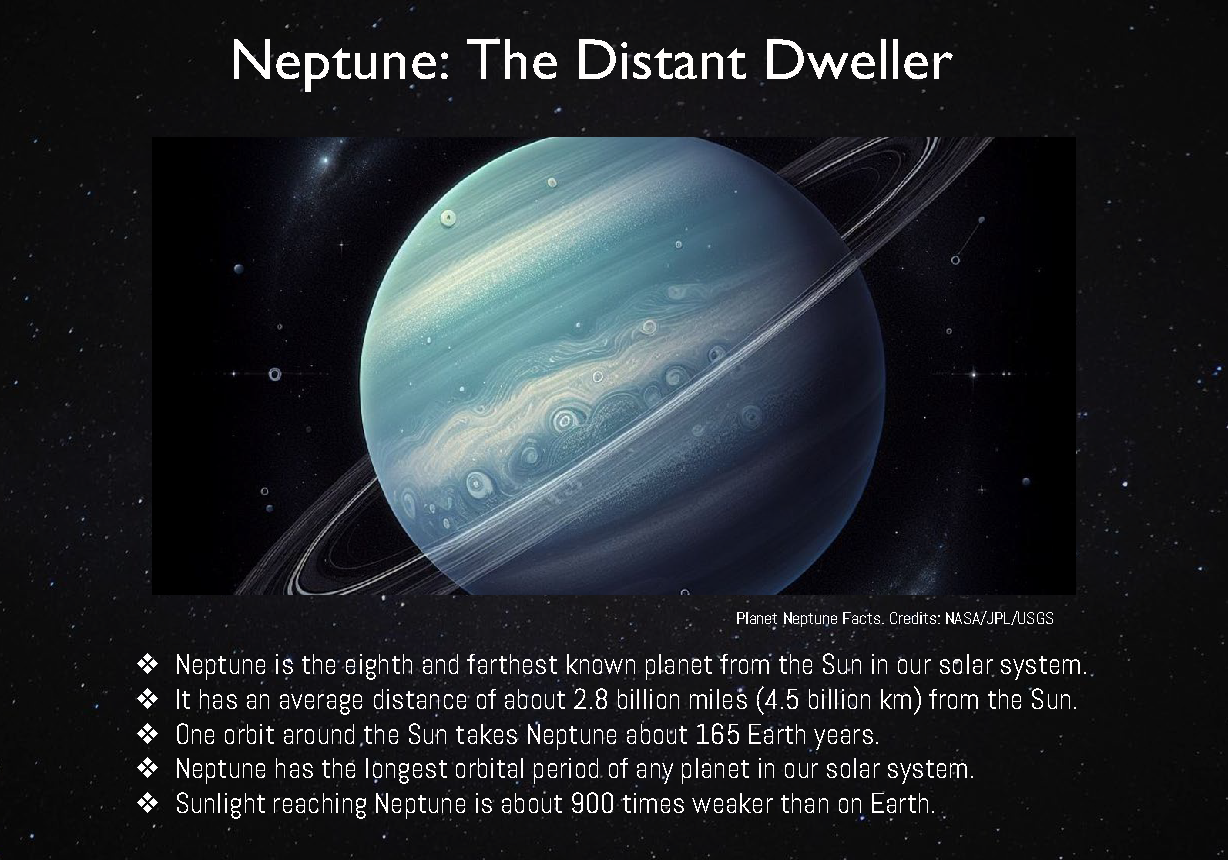 Neptune: The Distant Dweller
Planet Neptune Facts. Credits: NASA/JPL/USGS
❖ Neptune is the eighth and farthest known planet from the Sun in our solar system.
❖ It has an average distance of about 2.8 billion miles (4.5 billion km) from the Sun.
❖ One orbit around the Sun takes Neptune about 165 Earth years.
❖ Neptune has the longest orbital period of any planet in our solar system.
❖ Sunlight reaching Neptune is about 900 times weaker than on Earth.